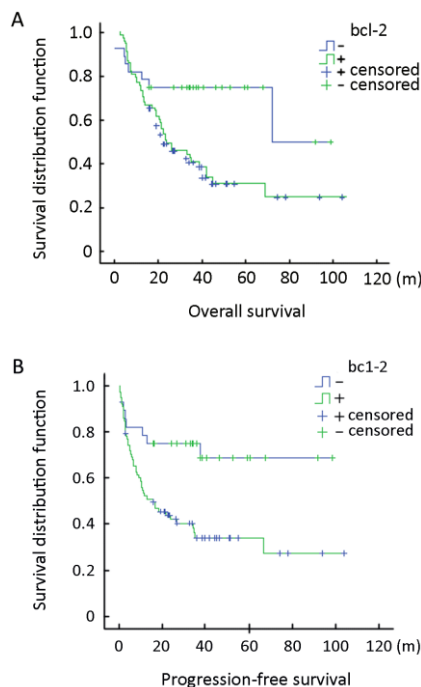 A
bcl-2
−
+
+ censored
− censored
Survival distribution function
1.0
0.8
0.6
0.4
0.2
0
0 20 40 60 80 100 120 (m)
Overall survival
B
bc1-2
−
+
+ censored
− censored
Survival distribution function
1.0
0.8
0.6
0.4
0.2
0
0 20 40 60 80 100 120 (m)
Progression-free survival